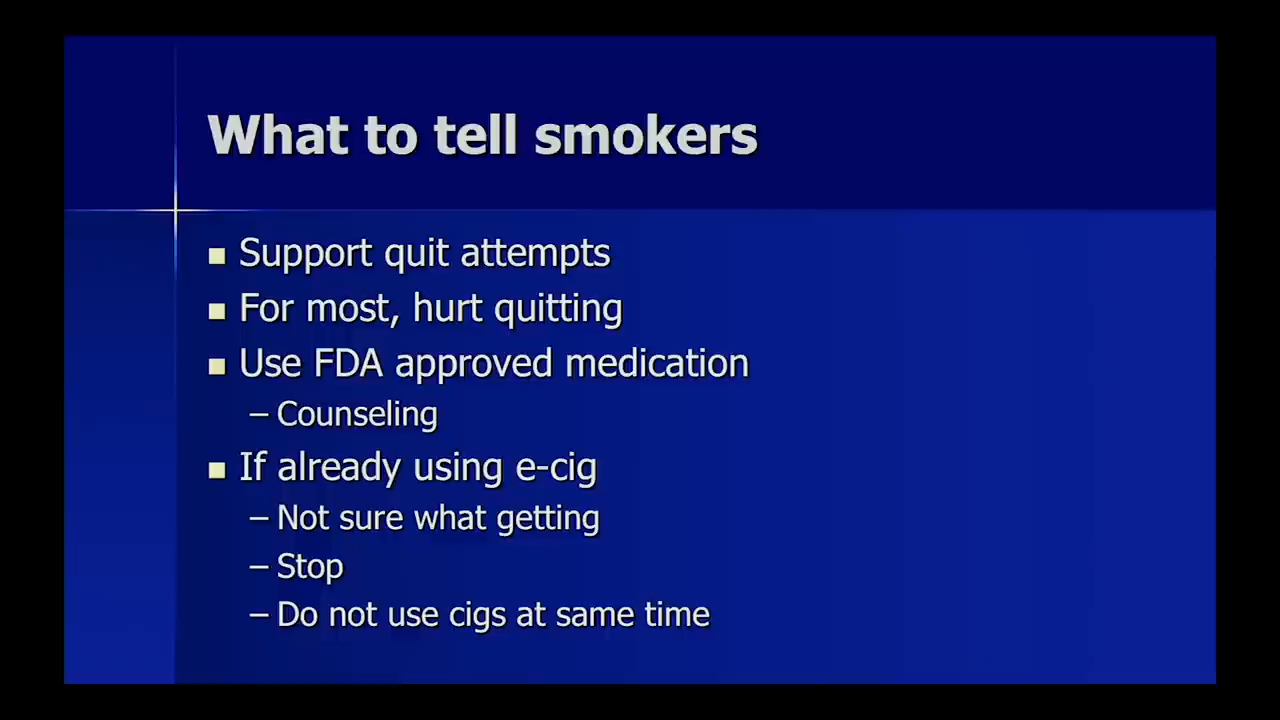 What to tell smokers
Support quit attempts
For most, hurt quitting
Use FDA approved medication
– Counseling
If already using e-cig
– Not sure what getting
– Stop
– Do not use cigs at same time